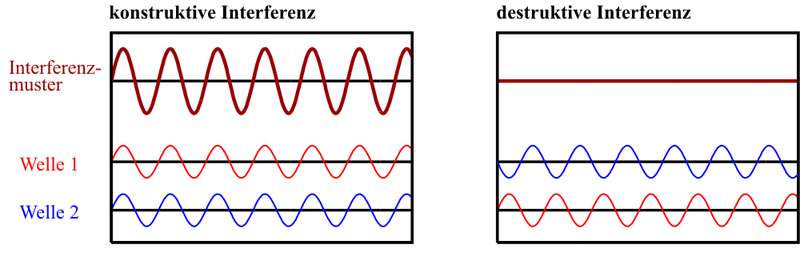 konstruktive Interferenz
destruktive Interferenz
Interferenz-
muster
Welle 1
Welle 2